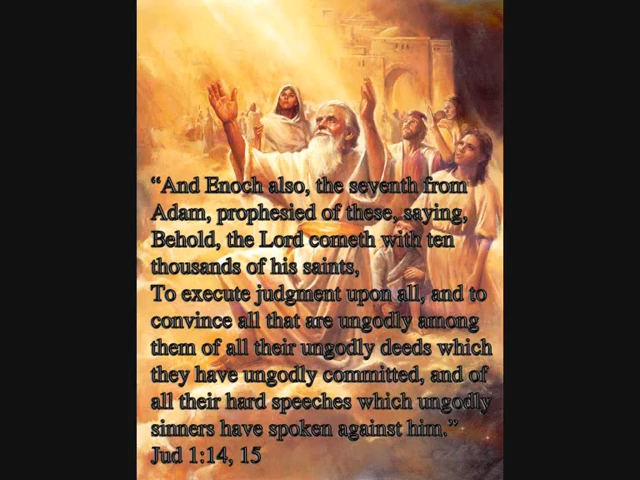 “And Enoch also, the seventh from
Adam, prophesied of these, saying,
Behold, the Lord cometh with ten
thousands of his saints,
To execute judgment upon all, and to
convince all that are ungodly among
them of all their ungodly deeds which
they have ungodly committed, and of
all their hard speeches which ungodly
sinners have spoken against him.”
Jud 1:14, 15